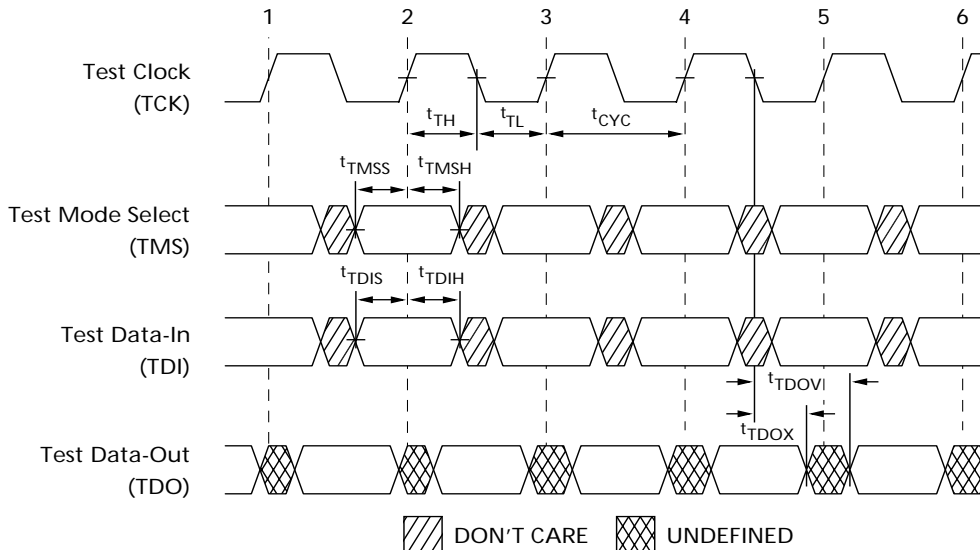 1 2 3 4 5 6
Test Clock
(TCK)
tTH tTL tCYC
tTMSS tTMSH
Test Mode Select
(TMS)
tTDIS tTDIH
Test Data-In
(TDI)
tTDOV
tTDOX
Test Data-Out
(TDO)
DON'T CARE UNDEFINED